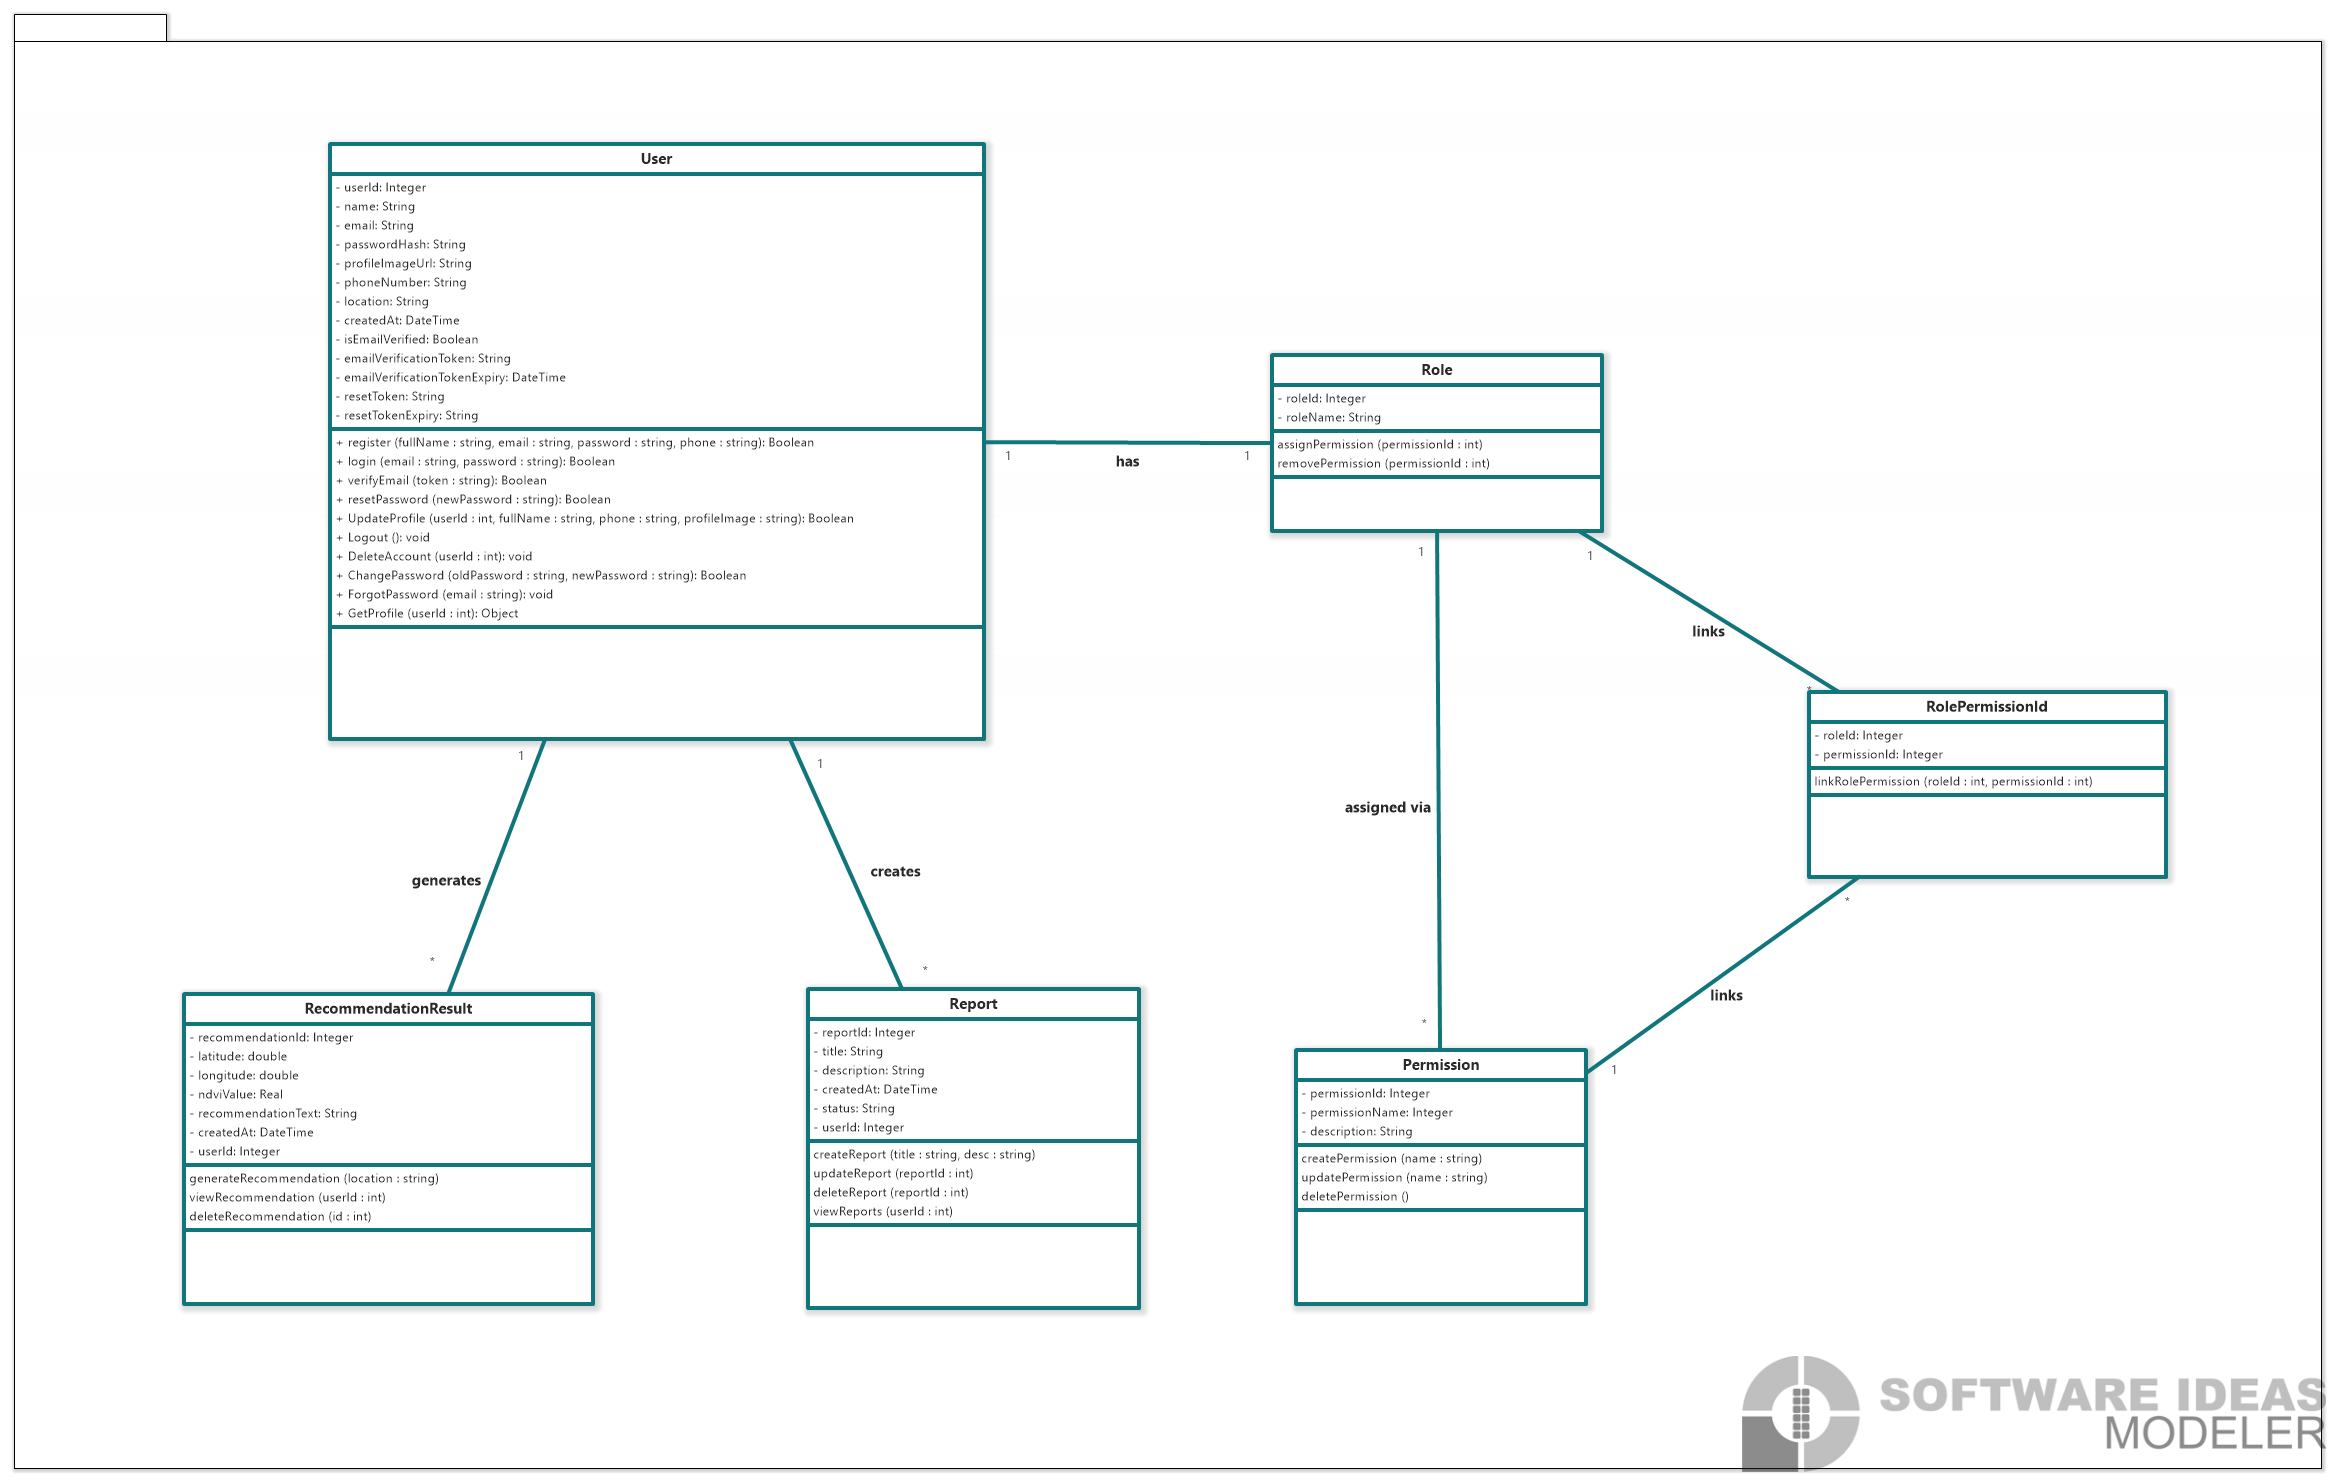 User
- userId: Integer
- name: String
- email: String
- passwordHash: String
- profileImageUrl: String
- phoneNumber: String
- location: String
- createdAt: DateTime
- isEmailVerified: Boolean
- emailVerificationToken: String
- emailVerificationTokenExpiry: DateTime
- resetToken: String
- resetTokenExpiry: String
+ register (fullName : string, email : string, password : string, phone : string): Boolean
+ login (email : string, password : string): Boolean
+ verifyEmail (token : string): Boolean
+ resetPassword (newPassword : string): Boolean
+ UpdateProfile (userId : int, fullName : string, phone : string, profileImage : string): Boolean
+ Logout (): void
+ DeleteAccount (userId : int): void
+ ChangePassword (oldPassword : string, newPassword : string): Boolean
+ ForgotPassword (email : string): void
+ GetProfile (userId : int): Object
1
has
1
Role
- roleId: Integer
- roleName: String
assignPermission (permissionId : int)
removePermission (permissionId : int)
1
1
links
*
RolePermissionId
- roleId: Integer
- permissionId: Integer
linkRolePermission (roleId : int, permissionId : int)
1
1
generates
creates
assigned via
*
*
*
*
links
1
RecommendationResult
- recommendationId: Integer
- latitude: double
- longitude: double
- ndviValue: Real
- recommendationText: String
- createdAt: DateTime
- userId: Integer
generateRecommendation (location : string)
viewRecommendation (userId : int)
deleteRecommendation (id : int)
Report
- reportId: Integer
- title: String
- description: String
- createdAt: DateTime
- status: String
- userId: Integer
createReport (title : string, desc : string)
updateReport (reportId : int)
deleteReport (reportId : int)
viewReports (userId : int)
Permission
- permissionId: Integer
- permissionName: Integer
- description: String
createPermission (name : string)
updatePermission (name : string)
deletePermission ()
SOFTWARE IDEAS
MODELER